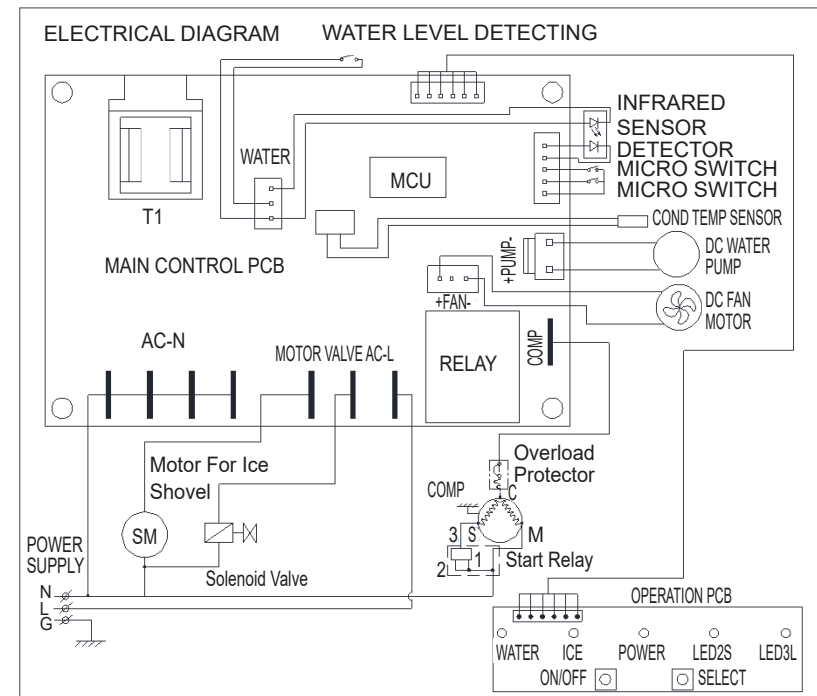 ELECTRICAL DIAGRAM
WATER LEVEL DETECTING
INFRARED
SENSOR
DETECTOR
MICRO SWITCH
MICRO SWITCH
WATER
MCU
T1
COND TEMP SENSOR
+PUMP-
DC WATER
PUMP
MAIN CONTROL PCB
+FAN-
DC FAN
MOTOR
AC-N
MOTOR VALVE AC-L
RELAY
COMP
Motor For Ice
Shovel
Overload
Protector
COMP
C
SM
3 S M
1
2
Start Relay
POWER
SUPPLY
Solenoid Valve
N
L
G
OPERATION PCB
WATER ICE POWER LED2S LED3L
ON/OFF SELECT